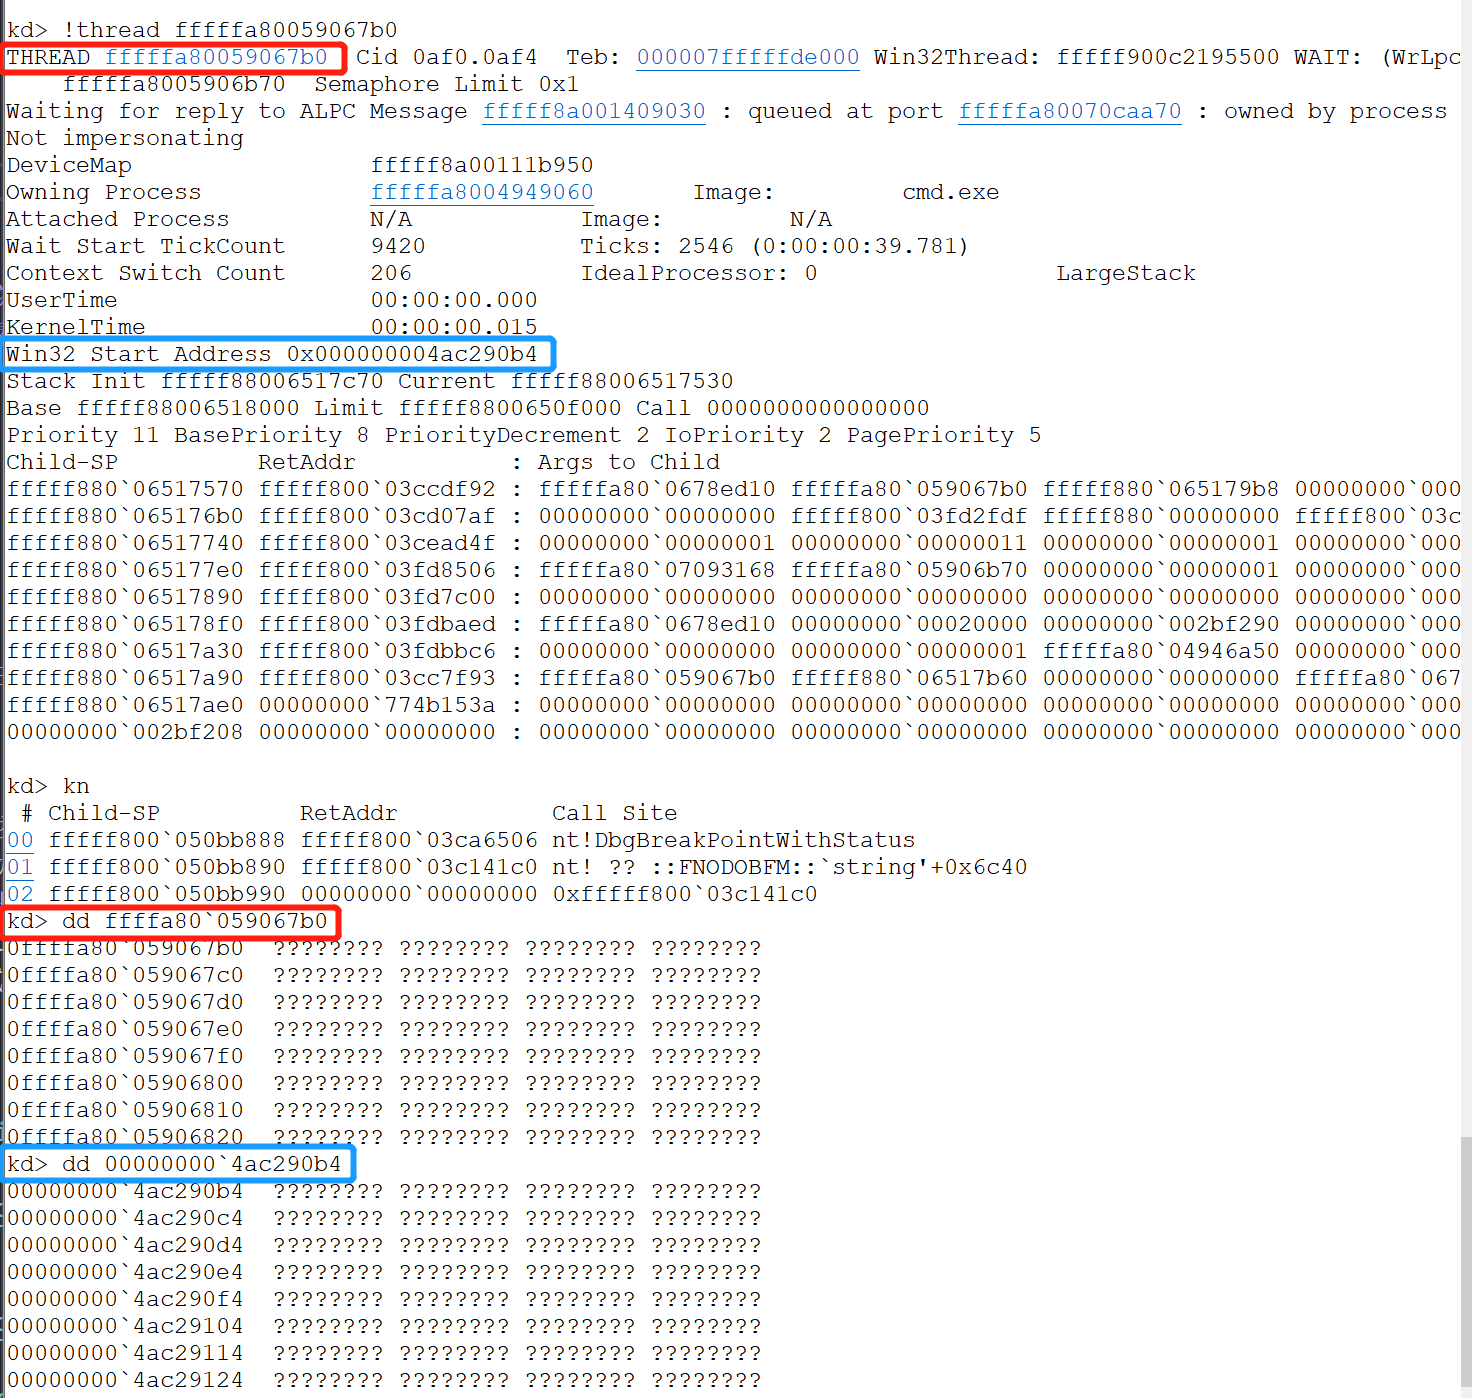 kd> !thread fffffa80059067b0
THREAD fffffa80059067b0  Cid 0af0.0af4  Teb: 000007fffffde000 Win32Thread: fffff900c2195500 WAIT: (WrLpc
    fffffa8005906b70  Semaphore Limit 0x1
Waiting for reply to ALPC Message fffff8a001409030 : queued at port fffffa80070caa70 : owned by process
Not impersonating
DeviceMap                 fffff8a00111b950
Owning Process            fffffa8004949060       Image:         cmd.exe
Attached Process          N/A            Image:         N/A
Wait Start TickCount      9420           Ticks: 2546 (0:00:00:39.781)
Context Switch Count      206            IdealProcessor: 0                 LargeStack
UserTime                  00:00:00.000
KernelTime                00:00:00.015
Win32 Start Address 0x000000004ac290b4
Stack Init fffff88006517c70 Current fffff88006517530
Base fffff88006518000 Limit fffff8800650f000 Call 0000000000000000
Priority 11 BasePriority 8 PriorityDecrement 2 IoPriority 2 PagePriority 5
Child-SP          RetAddr           : Args to Child
fffff880`06517570 fffff800`03ccdf92 : fffffa80`0678ed10 fffffa80`059067b0 fffff880`065179b8 00000000`000
fffff880`065176b0 fffff800`03cd07af : 00000000`00000000 fffff800`03fd2fdf fffff880`00000000 fffff800`03c
fffff880`06517740 fffff800`03cead4f : 00000000`00000001 00000000`00000011 00000000`00000001 00000000`000
fffff880`065177e0 fffff800`03fd8506 : fffffa80`07093168 fffffa80`05906b70 00000000`00000001 00000000`000
fffff880`06517890 fffff800`03fd7c00 : 00000000`00000000 00000000`00000000 00000000`00000000 00000000`000
fffff880`065178f0 fffff800`03fdbaed : fffffa80`0678ed10 00000000`00020000 00000000`002bf290 00000000`000
fffff880`06517a30 fffff800`03fdbbc6 : 00000000`00000000 00000000`00000001 fffffa80`04946a50 00000000`000
fffff880`06517a90 fffff800`03cc7f93 : fffffa80`059067b0 fffff880`06517b60 00000000`00000000 fffffa80`067
fffff880`06517ae0 00000000`774b153a : 00000000`00000000 00000000`00000000 00000000`00000000 00000000`000
00000000`002bf208 00000000`00000000 : 00000000`00000000 00000000`00000000 00000000`00000000 00000000`000
kd> kn
 # Child-SP          RetAddr           Call Site
00 fffff800`050bb888 fffff800`03ca6506 nt!DbgBreakPointWithStatus
01 fffff800`050bb890 fffff800`03c141c0 nt! ?? ::FNODOBFM::`string'+0x6c40
02 fffff800`050bb990 00000000`00000000 0xfffff800`03c141c0
kd> dd ffffa80`059067b0
0ffffa80`059067b0  ???????? ???????? ???????? ????????
0ffffa80`059067c0  ???????? ???????? ???????? ????????
0ffffa80`059067d0  ???????? ???????? ???????? ????????
0ffffa80`059067e0  ???????? ???????? ???????? ????????
0ffffa80`059067f0  ???????? ???????? ???????? ????????
0ffffa80`05906800  ???????? ???????? ???????? ????????
0ffffa80`05906810  ???????? ???????? ???????? ????????
0ffffa80`05906820  ???????? ???????? ???????? ????????
kd> dd 00000000`4ac290b4
00000000`4ac290b4  ???????? ???????? ???????? ????????
00000000`4ac290c4  ???????? ???????? ???????? ????????
00000000`4ac290d4  ???????? ???????? ???????? ????????
00000000`4ac290e4  ???????? ???????? ???????? ????????
00000000`4ac290f4  ???????? ???????? ???????? ????????
00000000`4ac29104  ???????? ???????? ???????? ????????
00000000`4ac29114  ???????? ???????? ???????? ????????
00000000`4ac29124  ???????? ???????? ???????? ????????